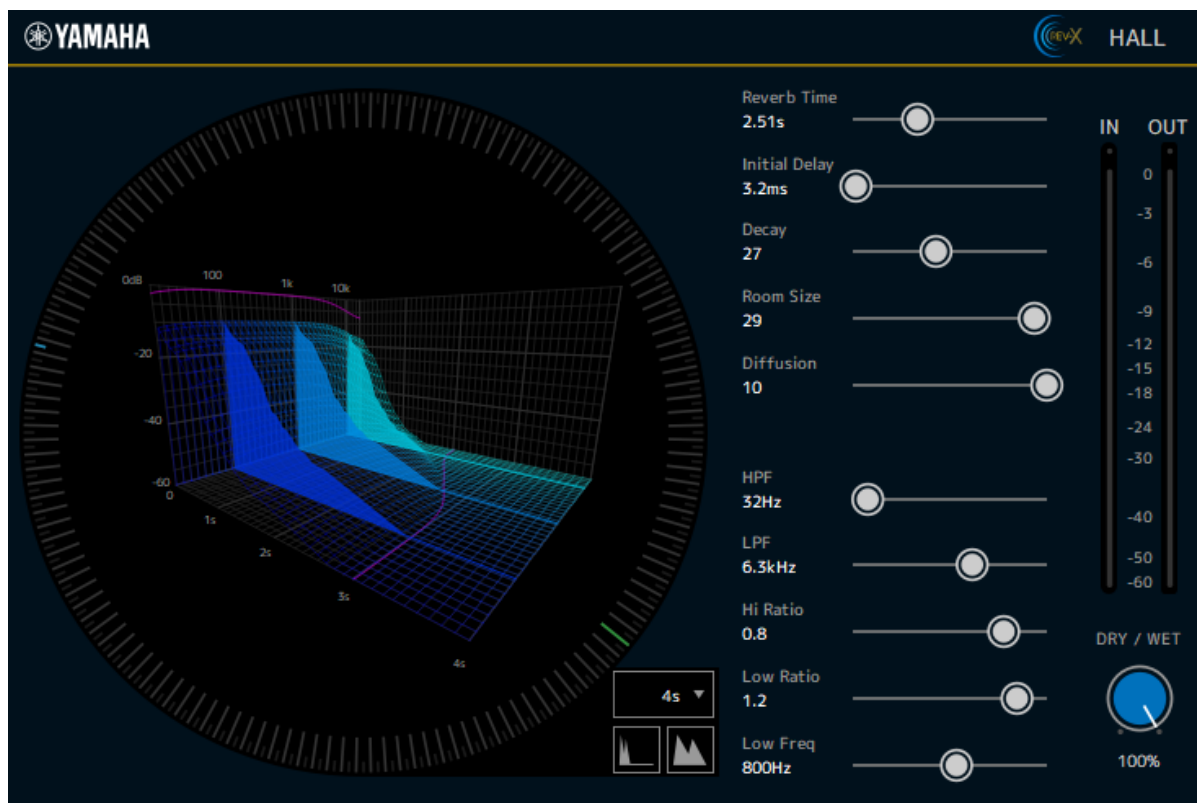 YAMAHA
REV-X HALL
Reverb Time
2.51s
Initial Delay
3.2ms
Decay
27
Room Size
29
Diffusion
10
HPF
32Hz
LPF
6.3kHz
Hi Ratio
0.8
Low Ratio
1.2
Low Freq
800Hz
IN OUT
0
-3
-6
-9
-12
-15
-18
-24
-30
-40
-50
-60
DRY / WET
100%
0dB 100 1k 10k
-20
-40
-60
0
1s
2s
3s
4s
4s